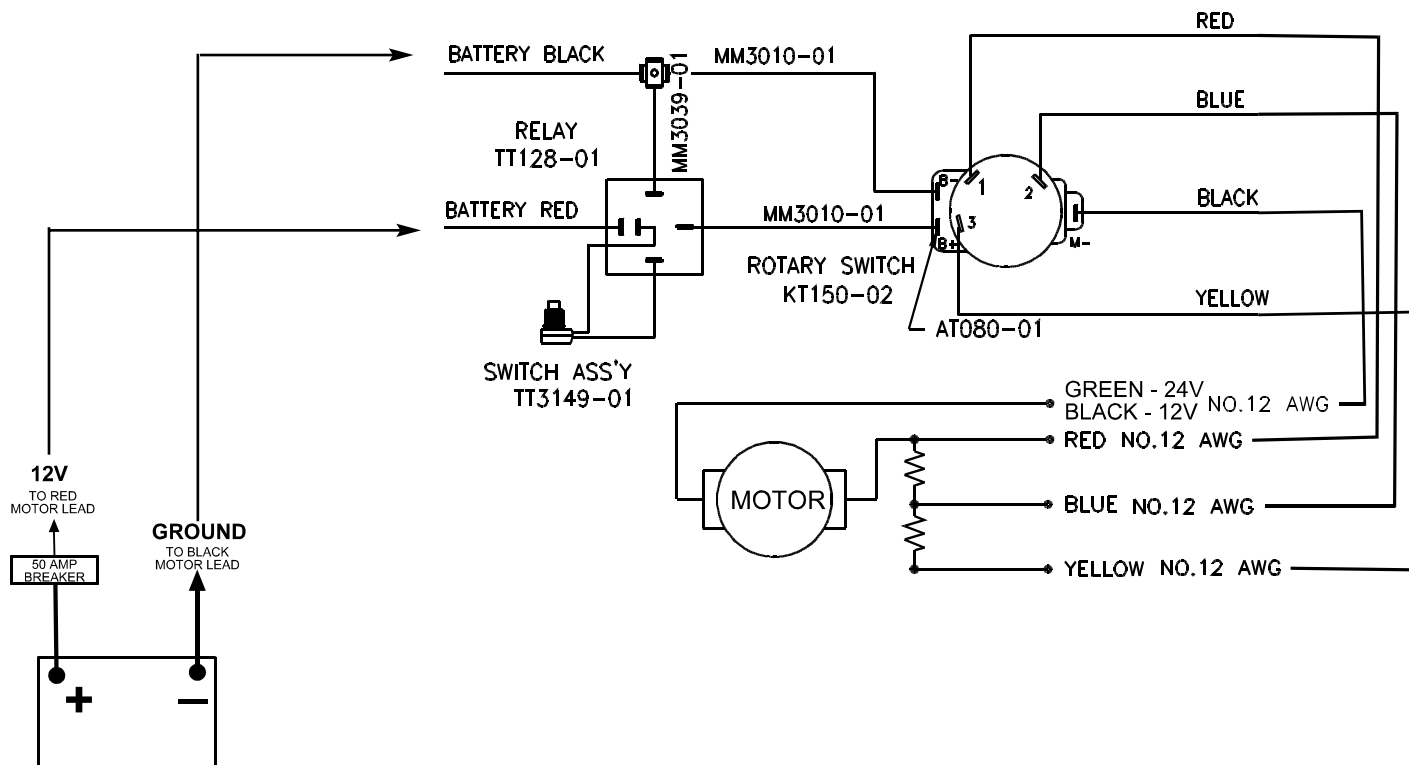 RED
BATTERY BLACK
MM3010-01
MM3039-01
BLUE
RELAY
TT128-01
B-
1
2
BATTERY RED
MM3010-01
3
BLACK
B+
M-
ROTARY SWITCH
KT150-02
YELLOW
AT080-01
SWITCH ASS'Y
TT3149-01
GREEN - 24V
BLACK - 12V NO.12 AWG
RED NO.12 AWG
12V
TO RED
MOTOR LEAD
MOTOR
BLUE NO.12 AWG
GROUND
TO BLACK
MOTOR LEAD
50 AMP
BREAKER
YELLOW NO.12 AWG
+
−